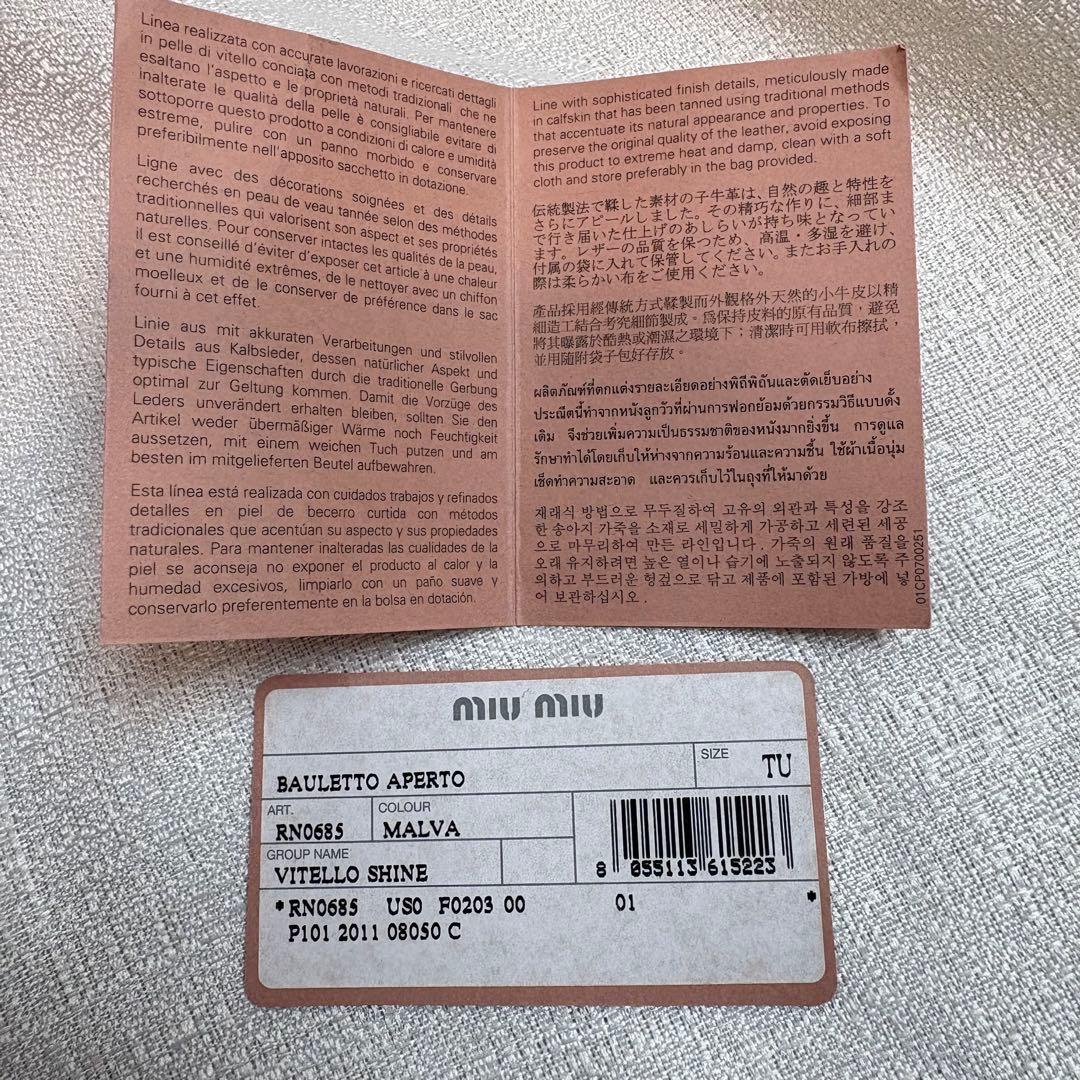 Linea realizzata con accurate lavorazioni e ricercati dettagli
in pelle di vitello conciata con metodi tradizionali che ne
esaltano l'aspetto e le proprietà naturali. Per mantenere
inalterate le qualità della pelle è consigliabile evitare di
sottoporre questo prodotto a condizioni di calore e umidità
estreme, pulire con un panno morbido e conservare
preferibilmente nell'apposito sacchetto in dotazione.
Ligne avec des décorations soignées et des détails
recherchés en peau de veau tannée selon des méthodes
traditionnelles qui valorisent son aspect et ses propriétés
naturelles. Pour conserver intactes les qualités de la peau,
il est conseillé d'éviter d'exposer cet article à une chaleur
et une humidité extrêmes, de le nettoyer avec un chiffon
moelleux et de le conserver de préférence dans le sac
fourni à cet effet.
Linie aus mit akkuraten Verarbeitungen und stilvollen
Details aus Kalbsleder, dessen natürlicher Aspekt und
typische Eigenschaften durch die traditionelle Gerbung
optimal zur Geltung kommen. Damit die Vorzüge des
Leders unverändert erhalten bleiben, sollten Sie den
Artikel weder übermäßiger Wärme noch Feuchtigkeit
aussetzen, mit einem weichen Tuch putzen und am
besten im mitgelieferten Beutel aufbewahren.
Esta línea está realizada con cuidados trabajos y refinados
detalles en piel de becerro curtida con métodos
tradicionales que acentúan su aspecto y sus propiedades
naturales. Para mantener inalteradas las cualidades de la
piel se aconseja no exponer el producto al calor y la
humedad excesivos, limpiarlo con un paño suave y
conservarlo preferentemente en la bolsa en dotación.
Line with sophisticated finish details, meticulously made
in calfskin that has been tanned using traditional methods
that accentuate its natural appearance and properties. To
preserve the original quality of the leather, avoid exposing
this product to extreme heat and damp, clean with a soft
cloth and store preferably in the bag provided.
伝統製法で鞣した素材の子牛革は、自然の趣と特性を
さらにアピールしました。その精巧な作りに、細部ま
で行き届いた仕上げのあしらいが持ち味となってい
ます。レザーの品質を保つため、高温・多湿を避け、
付属の袋に入れて保管してください。またお手入れの
際は柔らかい布をご使用ください。
產品採用經傳統方式鞣製而外觀格外天然的小牛皮以精
細造工結合考究細節製成。爲保持皮料的原有品質，避免
將其曝露於酷熱或潮濕之環境下；清潔時可用軟布擦拭，
並用隨附袋子包好存放。
ผลิตภัณฑ์ที่ตกแต่งรายละเอียดอย่างพิถีพิถันและตัดเย็บอย่าง
ประณีตนี้ทำจากหนังลูกวัวที่ผ่านการฟอกย้อมด้วยกรรมวิธีแบบดั้ง
เดิม จึงช่วยเพิ่มความเป็นธรรมชาติของหนังมากยิ่งขึ้น การดูแล
รักษาทำได้โดยเก็บให้ห่างจากความร้อนและความชื้น ใช้ผ้าเนื้อนุ่ม
เช็ดทำความสะอาด และควรเก็บไว้ในถุงที่ให้มาด้วย
재래식 방법으로 무두질하여 고유의 외관과 특성을 강조
한 송아지 가죽을 소재로 세밀하게 가공하고 세련된 세공
으로 마무리하여 만든 라인입니다. 가죽의 원래 품질을
오래 유지하려면 높은 열이나 습기에 노출되지 않도록 주
의하고 부드러운 헝겊으로 닦고 제품에 포함된 가방에 넣
어 보관하십시오.
01CP0700251
miu miu
BAULETTO APERTO
SIZE TU
ART. RN0685
COLOUR MALVA
GROUP NAME
VITELLO SHINE
8 055113 615223
*RN0685 US0 F0203 00 01 *
P101 2011 08050 C